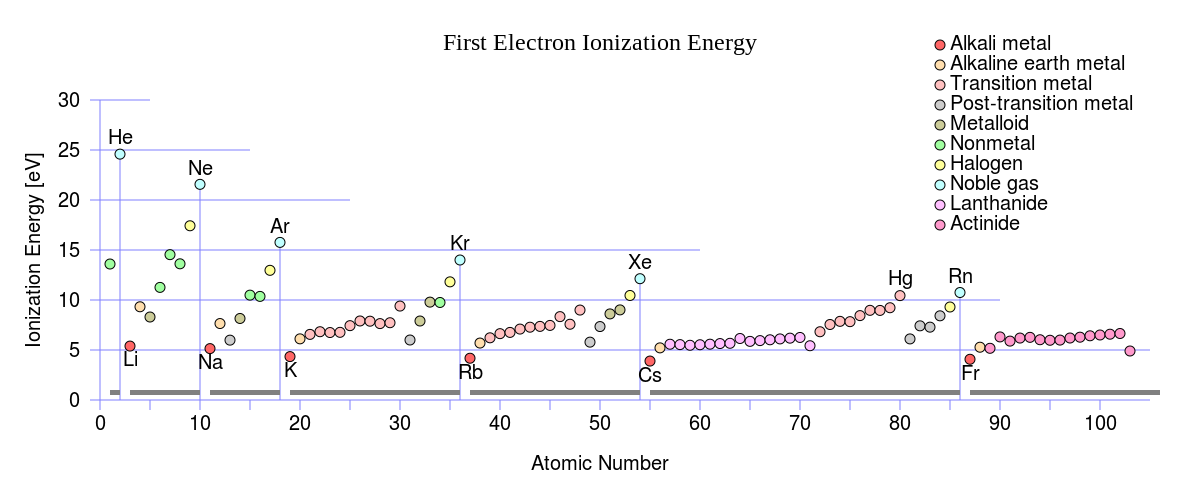 First Electron Ionization Energy
Alkali metal
Alkaline earth metal
Transition metal
Post-transition metal
Metalloid
Nonmetal
Halogen
Noble gas
Lanthanide
Actinide
Ionization Energy [eV]
30
25
20
15
10
5
0
He
Ne
Ar
Kr
Xe
Hg
Rn
Li
Na
K
Rb
Cs
Fr
0 10 20 30 40 50 60 70 80 90 100
Atomic Number